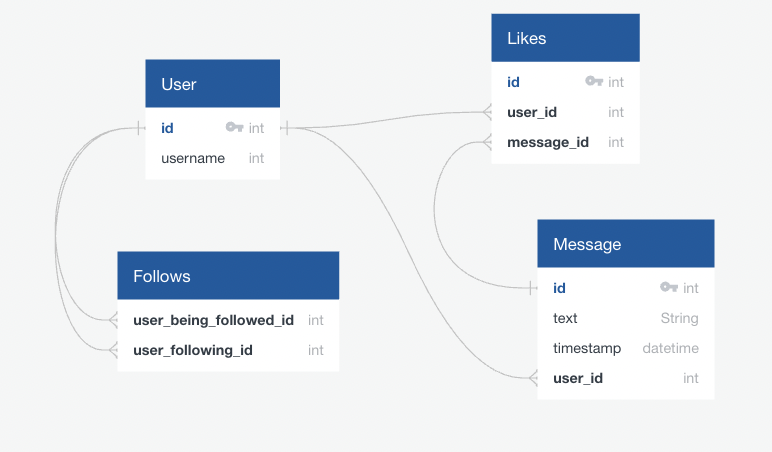 User
id int
username int
Likes
id int
user_id int
message_id int
Follows
user_being_followed_id int
user_following_id int
Message
id int
text String
timestamp datetime
user_id int